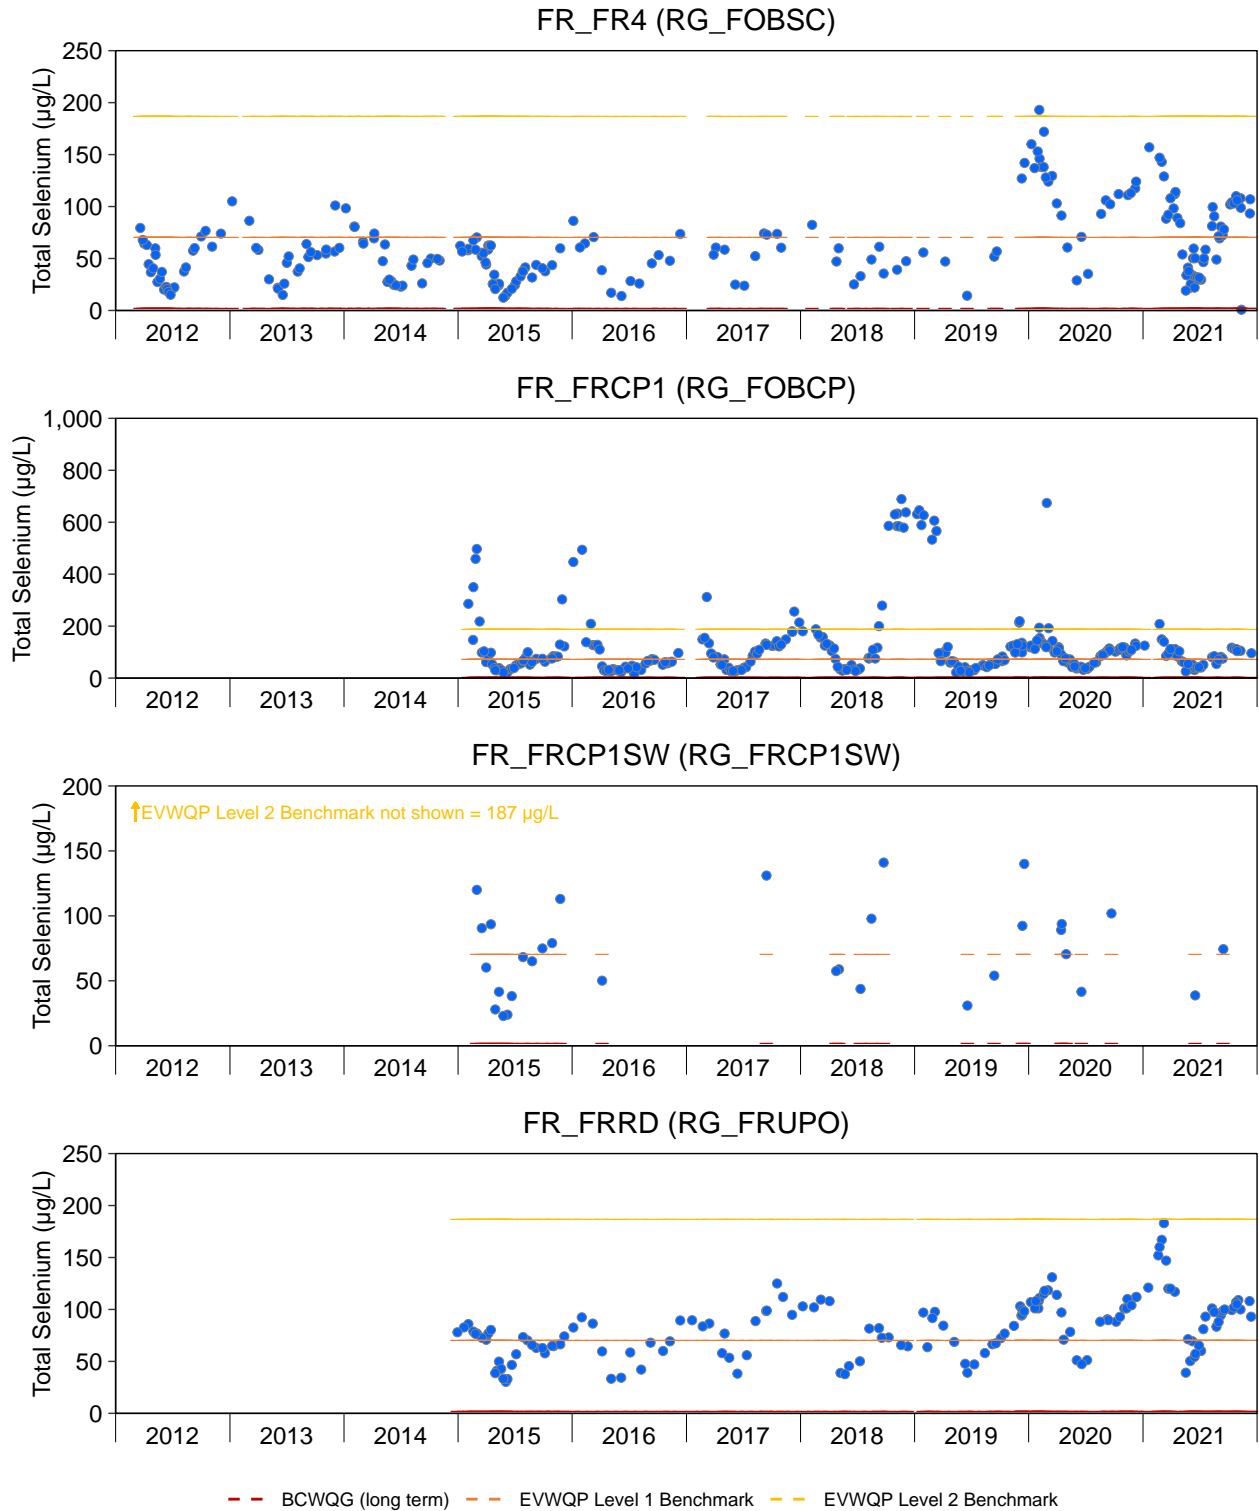 FR_FR4 (RG_FOBSC)
Total Selenium (µg/L)
250
200
150
100
50
0
2012 2013 2014 2015 2016 2017 2018 2019 2020 2021
FR_FRCP1 (RG_FOBCP)
Total Selenium (µg/L)
1,000
800
600
400
200
0
2012 2013 2014 2015 2016 2017 2018 2019 2020 2021
FR_FRCP1SW (RG_FRCP1SW)
Total Selenium (µg/L)
200
150
100
50
0
EVWQP Level 2 Benchmark not shown = 187 µg/L
2012 2013 2014 2015 2016 2017 2018 2019 2020 2021
FR_FRRD (RG_FRUPO)
Total Selenium (µg/L)
250
200
150
100
50
0
2012 2013 2014 2015 2016 2017 2018 2019 2020 2021
BCWQG (long term) EVWQP Level 1 Benchmark EVWQP Level 2 Benchmark